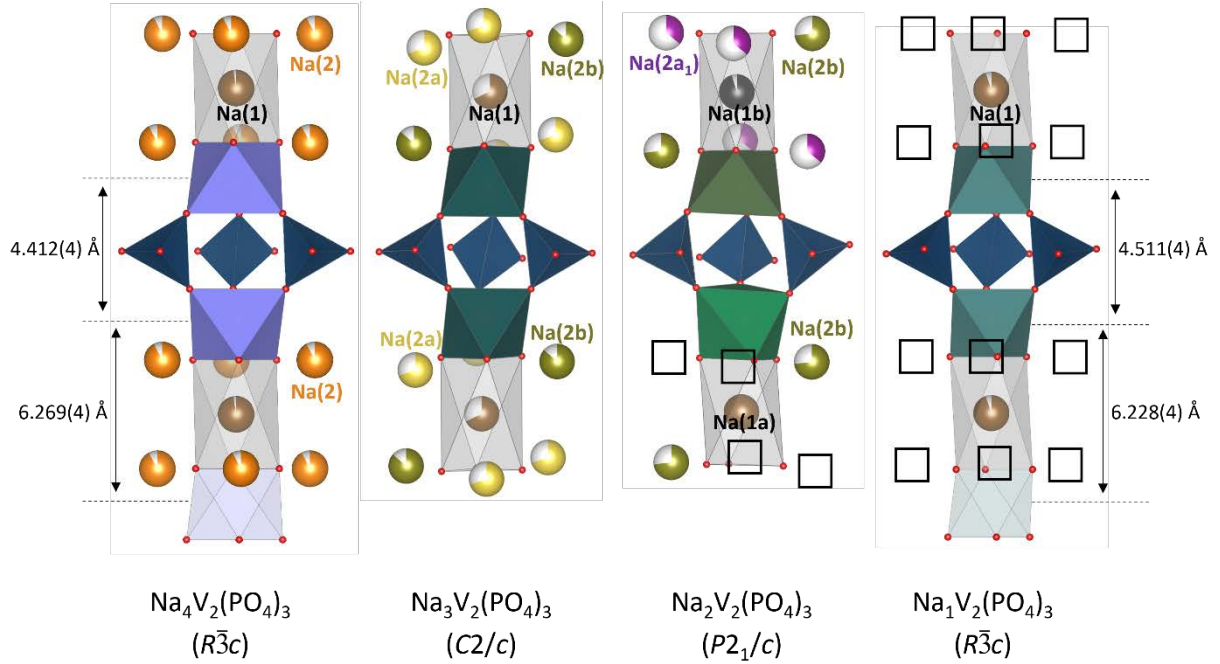 Na(2)
Na(1)
4.412(4) Å
6.269(4) Å
Na(2)
Na₄V₂(PO₄)₃
(R3̅c)
Na(2a)
Na(2b)
Na(1)
Na(2a)
Na(2b)
Na₃V₂(PO₄)₃
(C2/c)
Na(2a₁)
Na(2b)
Na(1b)
Na(2b)
Na(1a)
Na₂V₂(PO₄)₃
(P2₁/c)
Na(1)
4.511(4) Å
6.228(4) Å
Na₁V₂(PO₄)₃
(R3̅c)